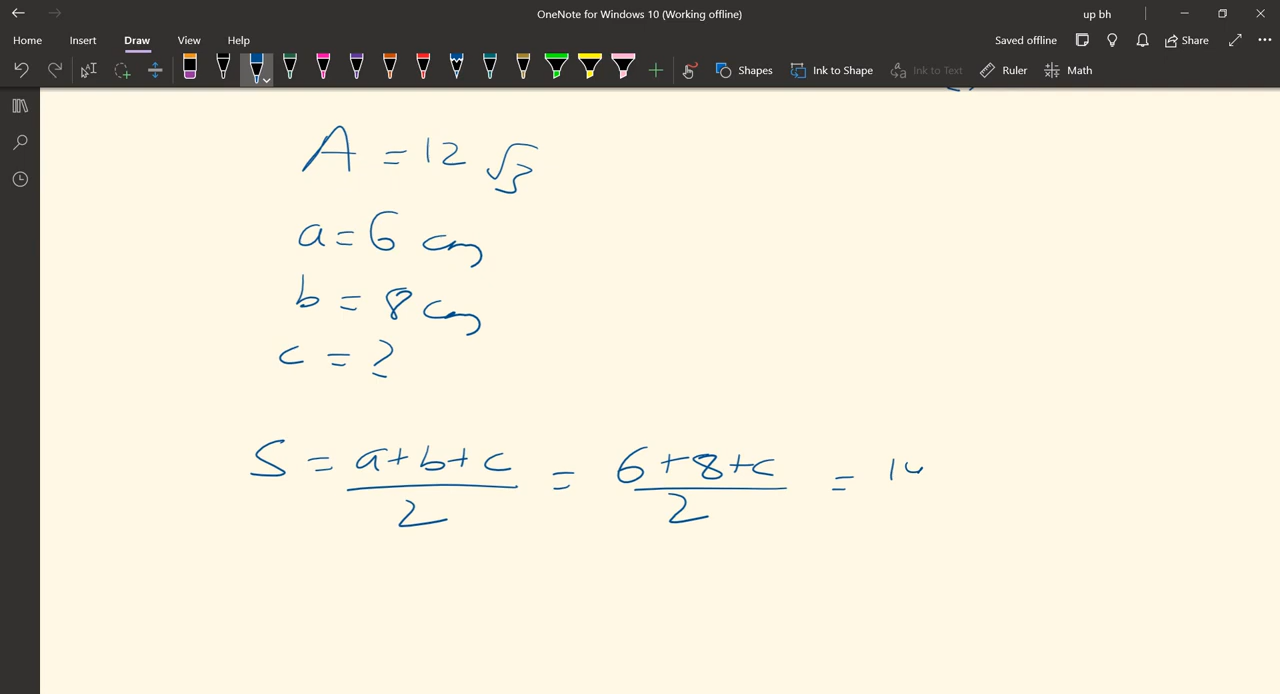 OneNote for Windows 10 (Working offline)
up bh
Home Insert Draw View Help
Saved offline
Share
Shapes
Ink to Shape
Ink to Text
Ruler
Math
A = 12 √3
a = 6 cm
b = 8 cm
c = ?
S = a+b+c / 2 = 6+8+c / 2 = 14